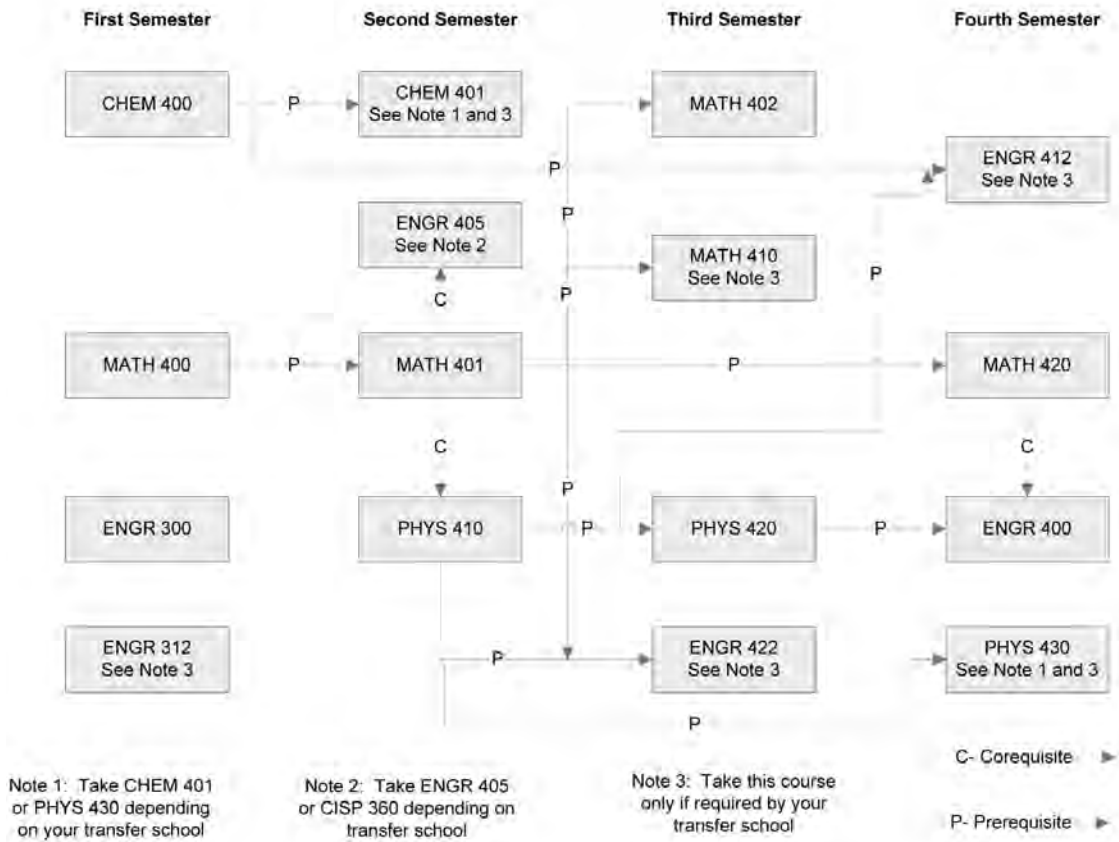 First Semester
Second Semester
Third Semester
Fourth Semester
CHEM 400
P
CHEM 401
See Note 1 and 3
MATH 402
P
ENGR 412
See Note 3
ENGR 405
See Note 2
P
MATH 410
See Note 3
P
P
C
MATH 400
P
MATH 401
P
MATH 420
C
C
P
ENGR 300
PHYS 410
P
PHYS 420
P
ENGR 400
ENGR 312
See Note 3
P
ENGR 422
See Note 3
PHYS 430
See Note 1 and 3
P
Note 1: Take CHEM 401
or PHYS 430 depending
on your transfer school
Note 2: Take ENGR 405
or CISP 360 depending on
transfer school
Note 3: Take this course
only if required by your
transfer school
C- Corequisite
P- Prerequisite